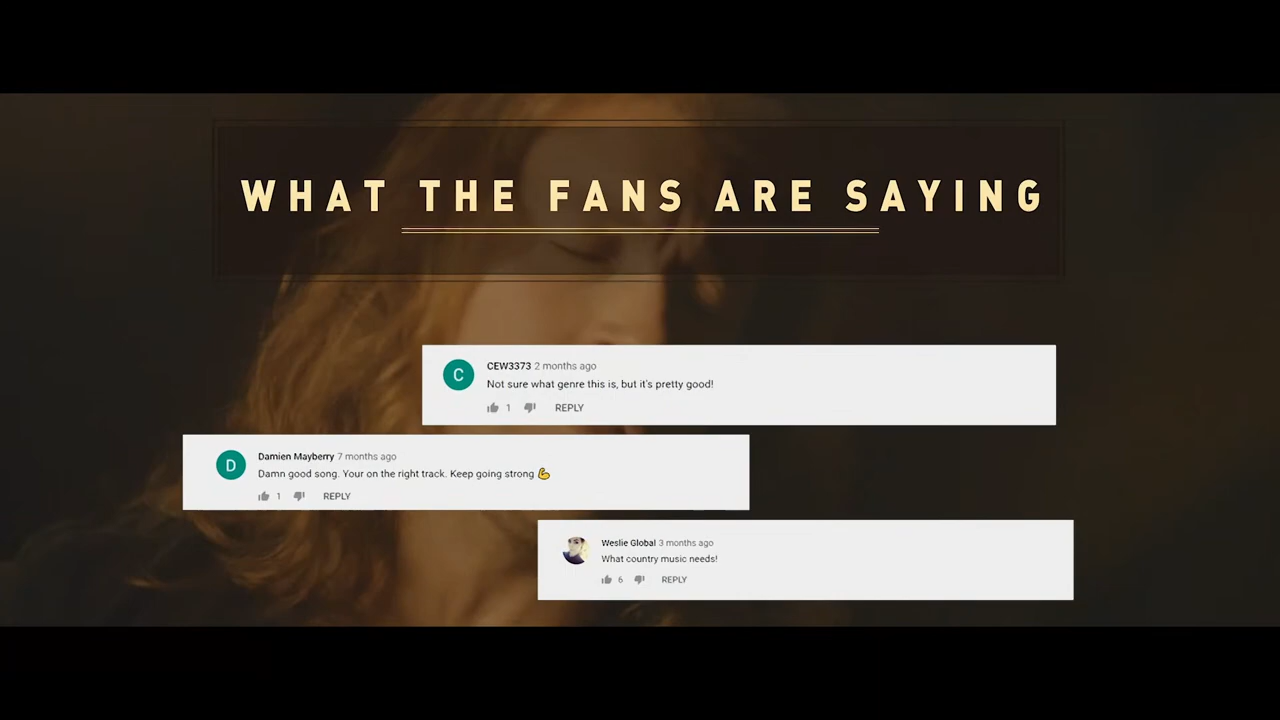 WHAT THE FANS ARE SAYING
C
CEW3373 2 months ago
Not sure what genre this is, but it's pretty good!
1 REPLY
D
Damien Mayberry 7 months ago
Damn good song. Your on the right track. Keep going strong 💪
1 REPLY
Weslie Global 3 months ago
What country music needs!
6 REPLY